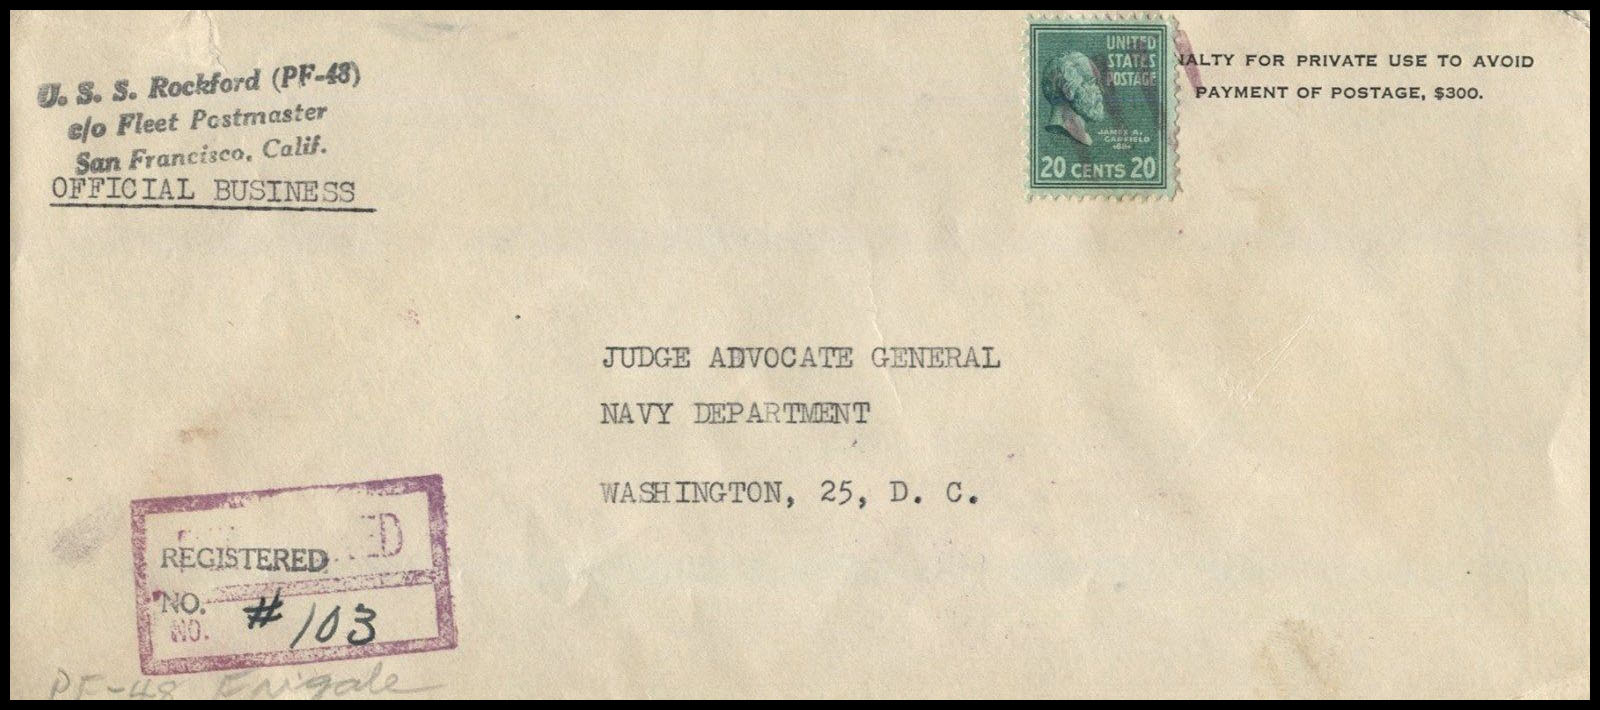 U. S. S. Rockford (PF-48)
c/o Fleet Postmaster
San Francisco, Calif.
OFFICIAL BUSINESS
UNITED
STATES
POSTAGE
JAMES A.
GARFIELD
1881
20 CENTS 20
NALTY FOR PRIVATE USE TO AVOID
PAYMENT OF POSTAGE, $300.
JUDGE ADVOCATE GENERAL
NAVY DEPARTMENT
WASHINGTON, 25, D. C.
ED
REGISTERED
NO.
NO.
# 103
PF-48 Frigate